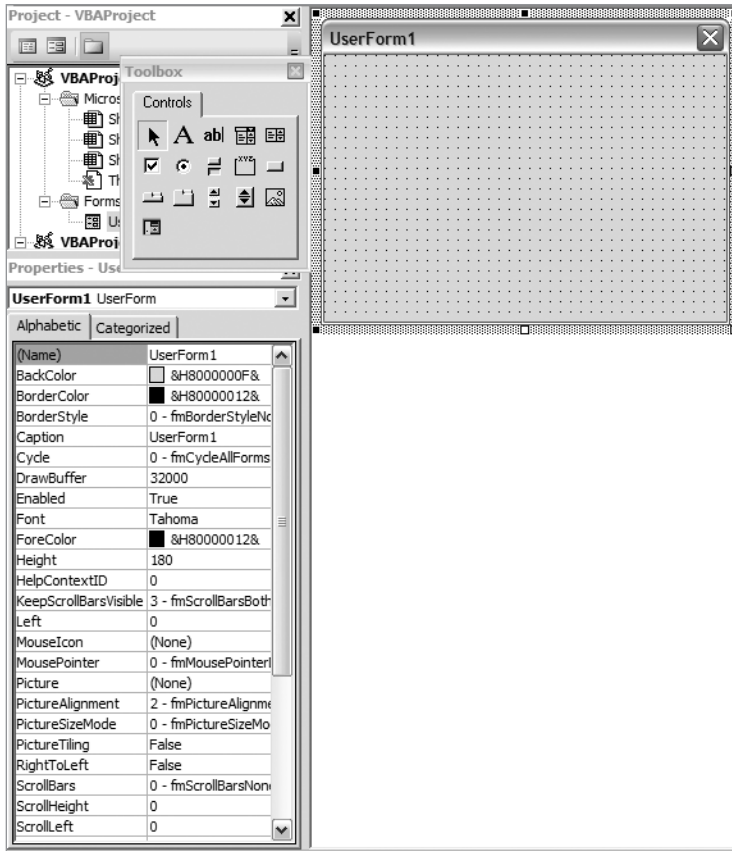 Project - VBAProject
VBAProj
Micros
Sh
Sh
Sh
Th
Forms
Us
VBAProj
Toolbox
Controls
A
ab|
XYZ
Properties - Use
UserForm1 UserForm
Alphabetic Categorized
(Name) UserForm1
BackColor &H8000000F&
BorderColor &H80000012&
BorderStyle 0 - fmBorderStyleNo
Caption UserForm1
Cycle 0 - fmCycleAllForms
DrawBuffer 32000
Enabled True
Font Tahoma
ForeColor &H80000012&
Height 180
HelpContextID 0
KeepScrollBarsVisible 3 - fmScrollBarsBoth
Left 0
MouseIcon (None)
MousePointer 0 - fmMousePointer
Picture (None)
PictureAlignment 2 - fmPictureAlignme
PictureSizeMode 0 - fmPictureSizeMo
PictureTiling False
RightToLeft False
ScrollBars 0 - fmScrollBarsNon
ScrollHeight 0
ScrollLeft 0
UserForm1